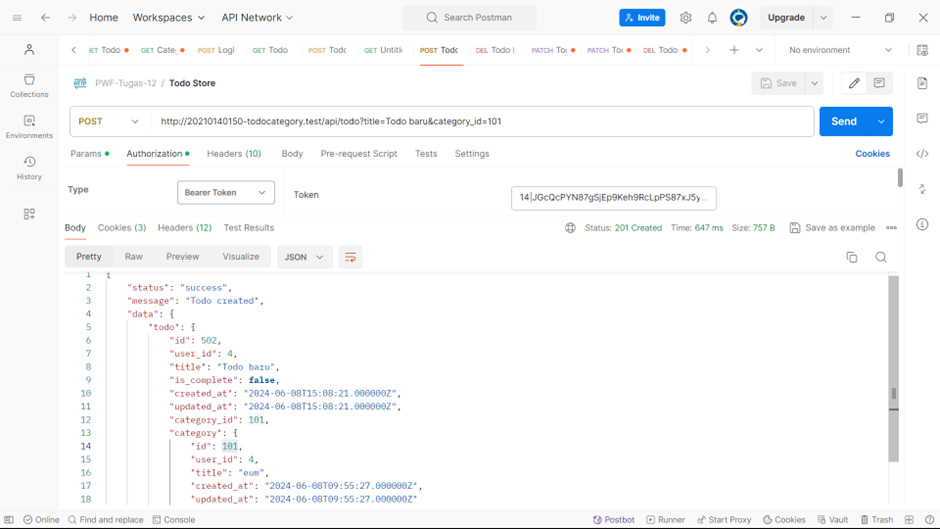 Home Workspaces API Network Search Postman Invite Upgrade
ET Todo GET Cate POST Logi GET Todo POST Todc GET Untitl POST Todc DEL Todo PATCH To PATCH To DEL Todo No environment
PWF-Tugas-12 / Todo Store Save
POST http://20210140150-todocategory.test/api/todo?title=Todo baru&category_id=101 Send
Params Authorization Headers (10) Body Pre-request Script Tests Settings Cookies
Type Bearer Token Token 14|JGcQcPYN87gSjEp9Keh9RcLpPS87xJ5y...
Body Cookies (3) Headers (12) Test Results Status: 201 Created Time: 647 ms Size: 757 B Save as example
Pretty Raw Preview Visualize JSON
1 {
2 "status": "success",
3 "message": "Todo created",
4 "data": {
5 "todo": {
6 "id": 502,
7 "user_id": 4,
8 "title": "Todo baru",
9 "is_complete": false,
10 "created_at": "2024-06-08T15:08:21.000000Z",
11 "updated_at": "2024-06-08T15:08:21.000000Z",
12 "category_id": 101,
13 "category": {
14 "id": 101,
15 "user_id": 4,
16 "title": "eum",
17 "created_at": "2024-06-08T09:55:27.000000Z",
18 "updated_at": "2024-06-08T09:55:27.000000Z"
Collections
Environments
History
Online Find and replace Console Postbot Runner Start Proxy Cookies Vault Trash